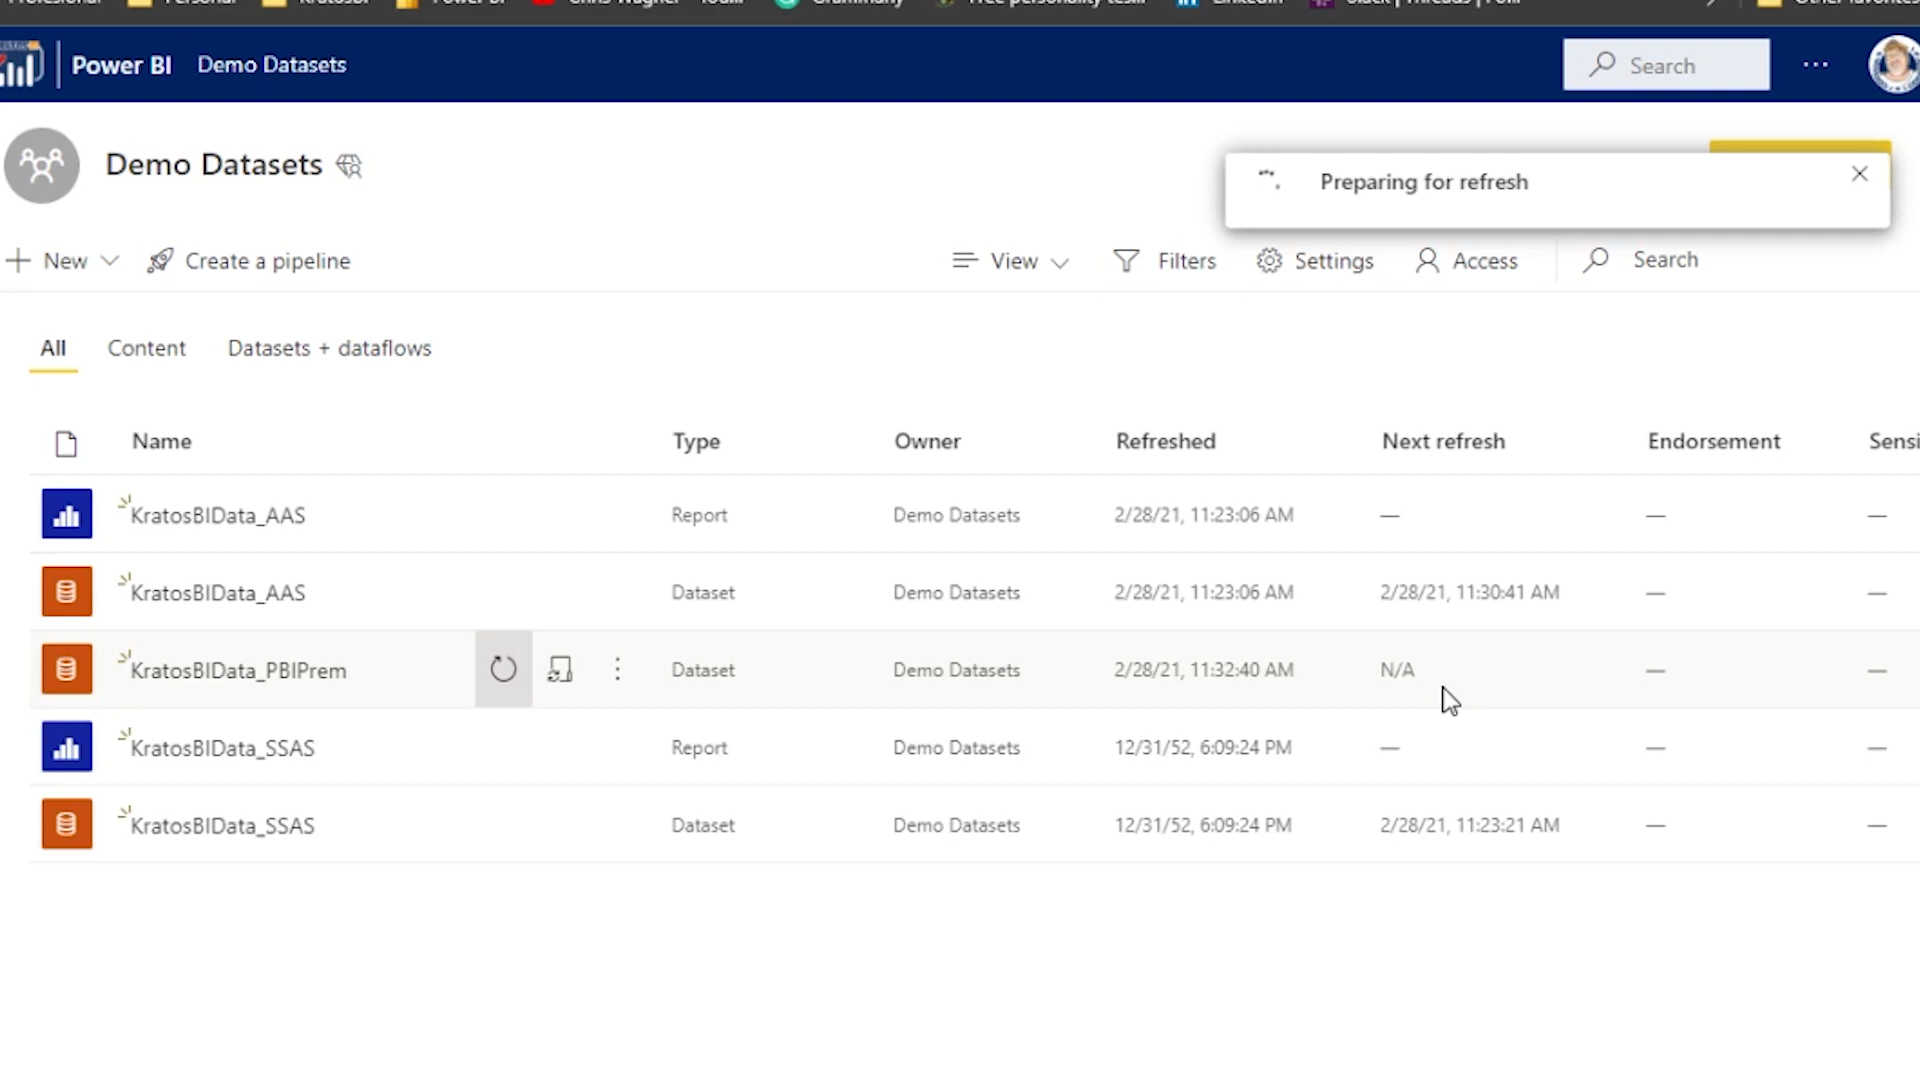 Power BI Demo Datasets Search ...
Demo Datasets
Preparing for refresh
New Create a pipeline View Filters Settings Access Search
All Content Datasets + dataflows
Name Type Owner Refreshed Next refresh Endorsement Sensi
KratosBIData_AAS Report Demo Datasets 2/28/21, 11:23:06 AM — — —
KratosBIData_AAS Dataset Demo Datasets 2/28/21, 11:23:06 AM 2/28/21, 11:30:41 AM — —
KratosBIData_PBIPrem Dataset Demo Datasets 2/28/21, 11:32:40 AM N/A — —
KratosBIData_SSAS Report Demo Datasets 12/31/52, 6:09:24 PM — — —
KratosBIData_SSAS Dataset Demo Datasets 12/31/52, 6:09:24 PM 2/28/21, 11:23:21 AM — —